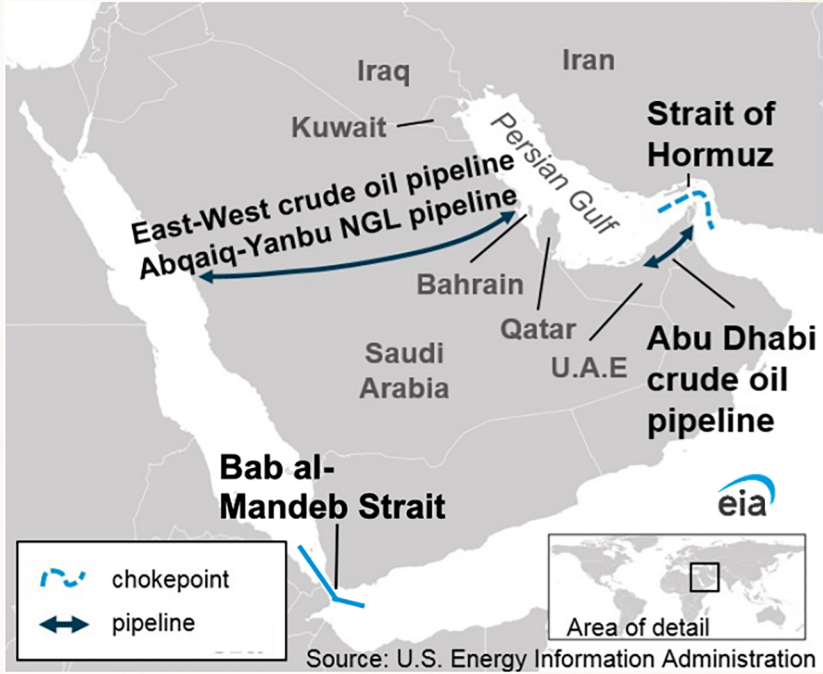 Iraq
Iran
Kuwait
Persian Gulf
Strait of
Hormuz
East-West crude oil pipeline
Abqaiq-Yanbu NGL pipeline
Bahrain
Qatar
U.A.E
Saudi
Arabia
Abu Dhabi
crude oil
pipeline
Bab al-
Mandeb Strait
eia
chokepoint
pipeline
Area of detail
Source: U.S. Energy Information Administration